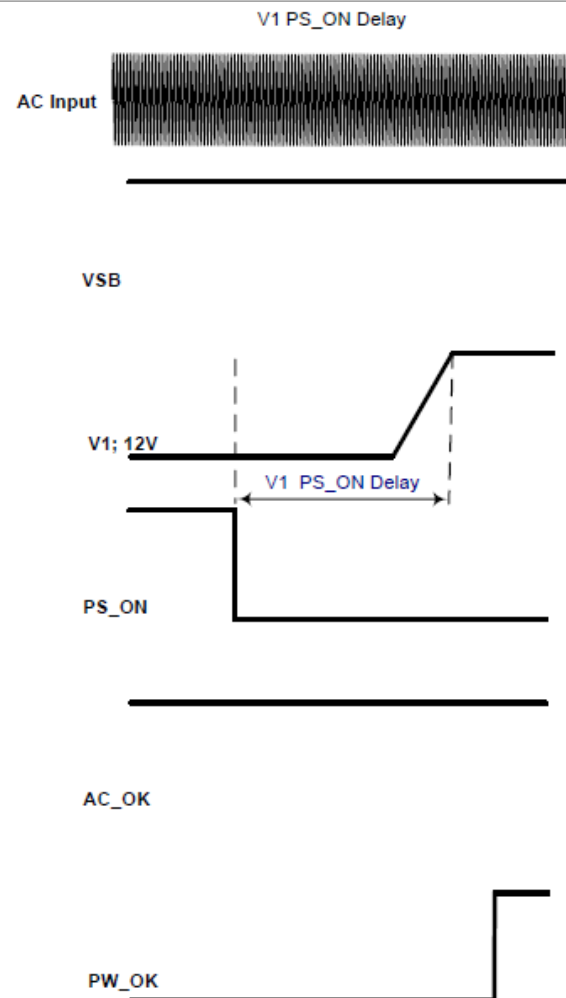 V1 PS_ON Delay
AC Input
VSB
V1; 12V
V1 PS_ON Delay
PS_ON
AC_OK
PW_OK